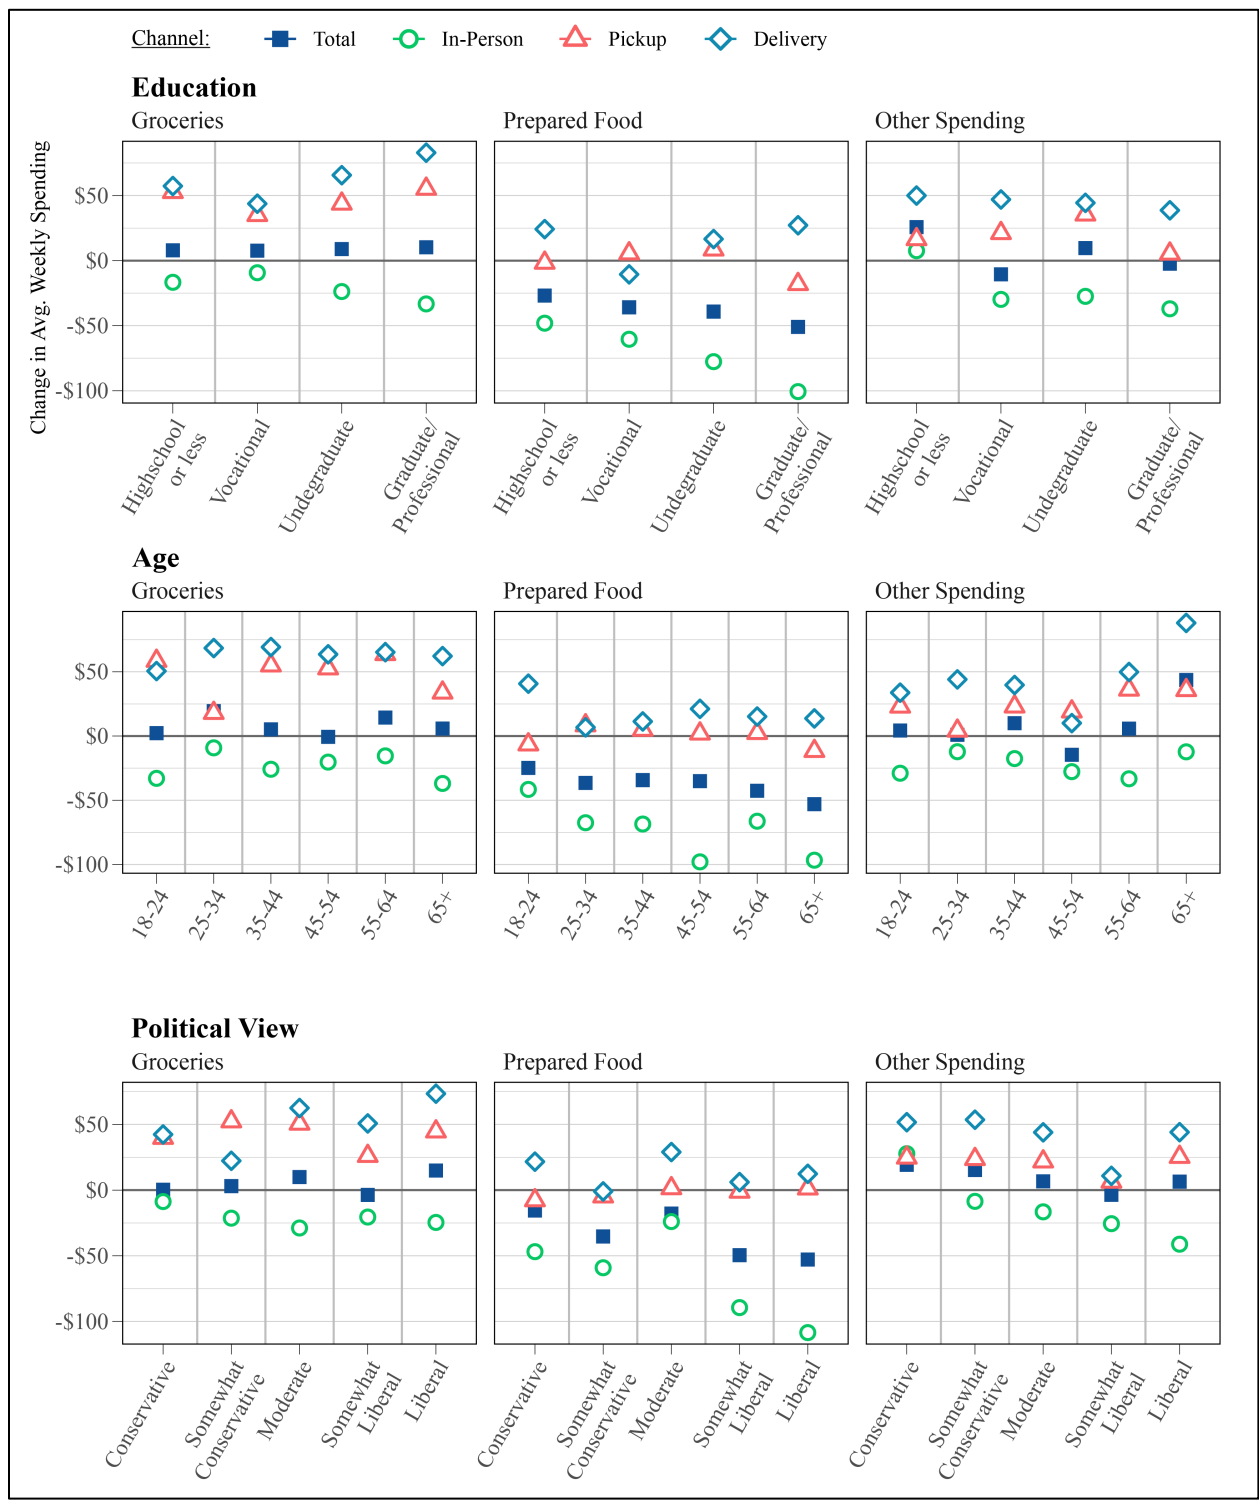 Channel: Total In-Person Pickup Delivery
Education
Groceries Prepared Food Other Spending
Change in Avg. Weekly Spending
$50
$0
-$50
-$100
Highschool
or less
Vocational
Undegraduate
Graduate/
Professional
Highschool
or less
Vocational
Undegraduate
Graduate/
Professional
Highschool
or less
Vocational
Undegraduate
Graduate/
Professional
Age
Groceries Prepared Food Other Spending
$50
$0
-$50
-$100
18-24 25-34 35-44 45-54 55-64 65+ 18-24 25-34 35-44 45-54 55-64 65+ 18-24 25-34 35-44 45-54 55-64 65+
Political View
Groceries Prepared Food Other Spending
$50
$0
-$50
-$100
Conservative
Somewhat
Conservative
Moderate
Somewhat
Liberal
Liberal
Conservative
Somewhat
Conservative
Moderate
Somewhat
Liberal
Liberal
Conservative
Somewhat
Conservative
Moderate
Somewhat
Liberal
Liberal